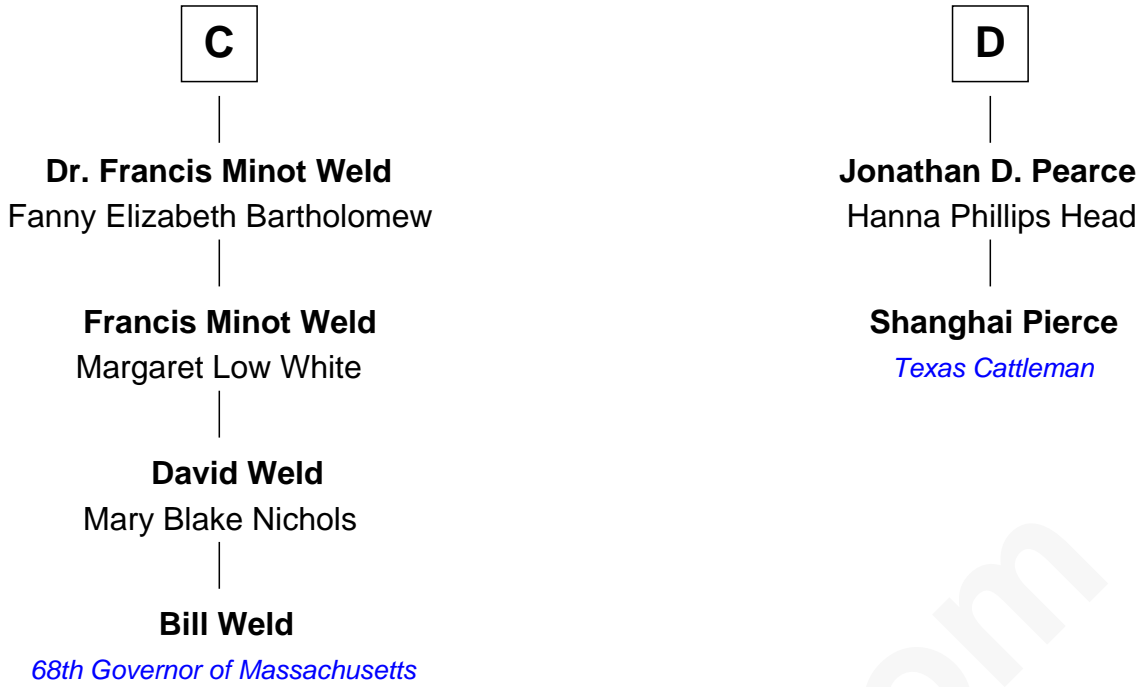 C
Dr. Francis Minot Weld
Fanny Elizabeth Bartholomew
Francis Minot Weld
Margaret Low White
David Weld
Mary Blake Nichols
Bill Weld
68th Governor of Massachusetts
D
Jonathan D. Pearce
Hanna Phillips Head
Shanghai Pierce
Texas Cattleman
om